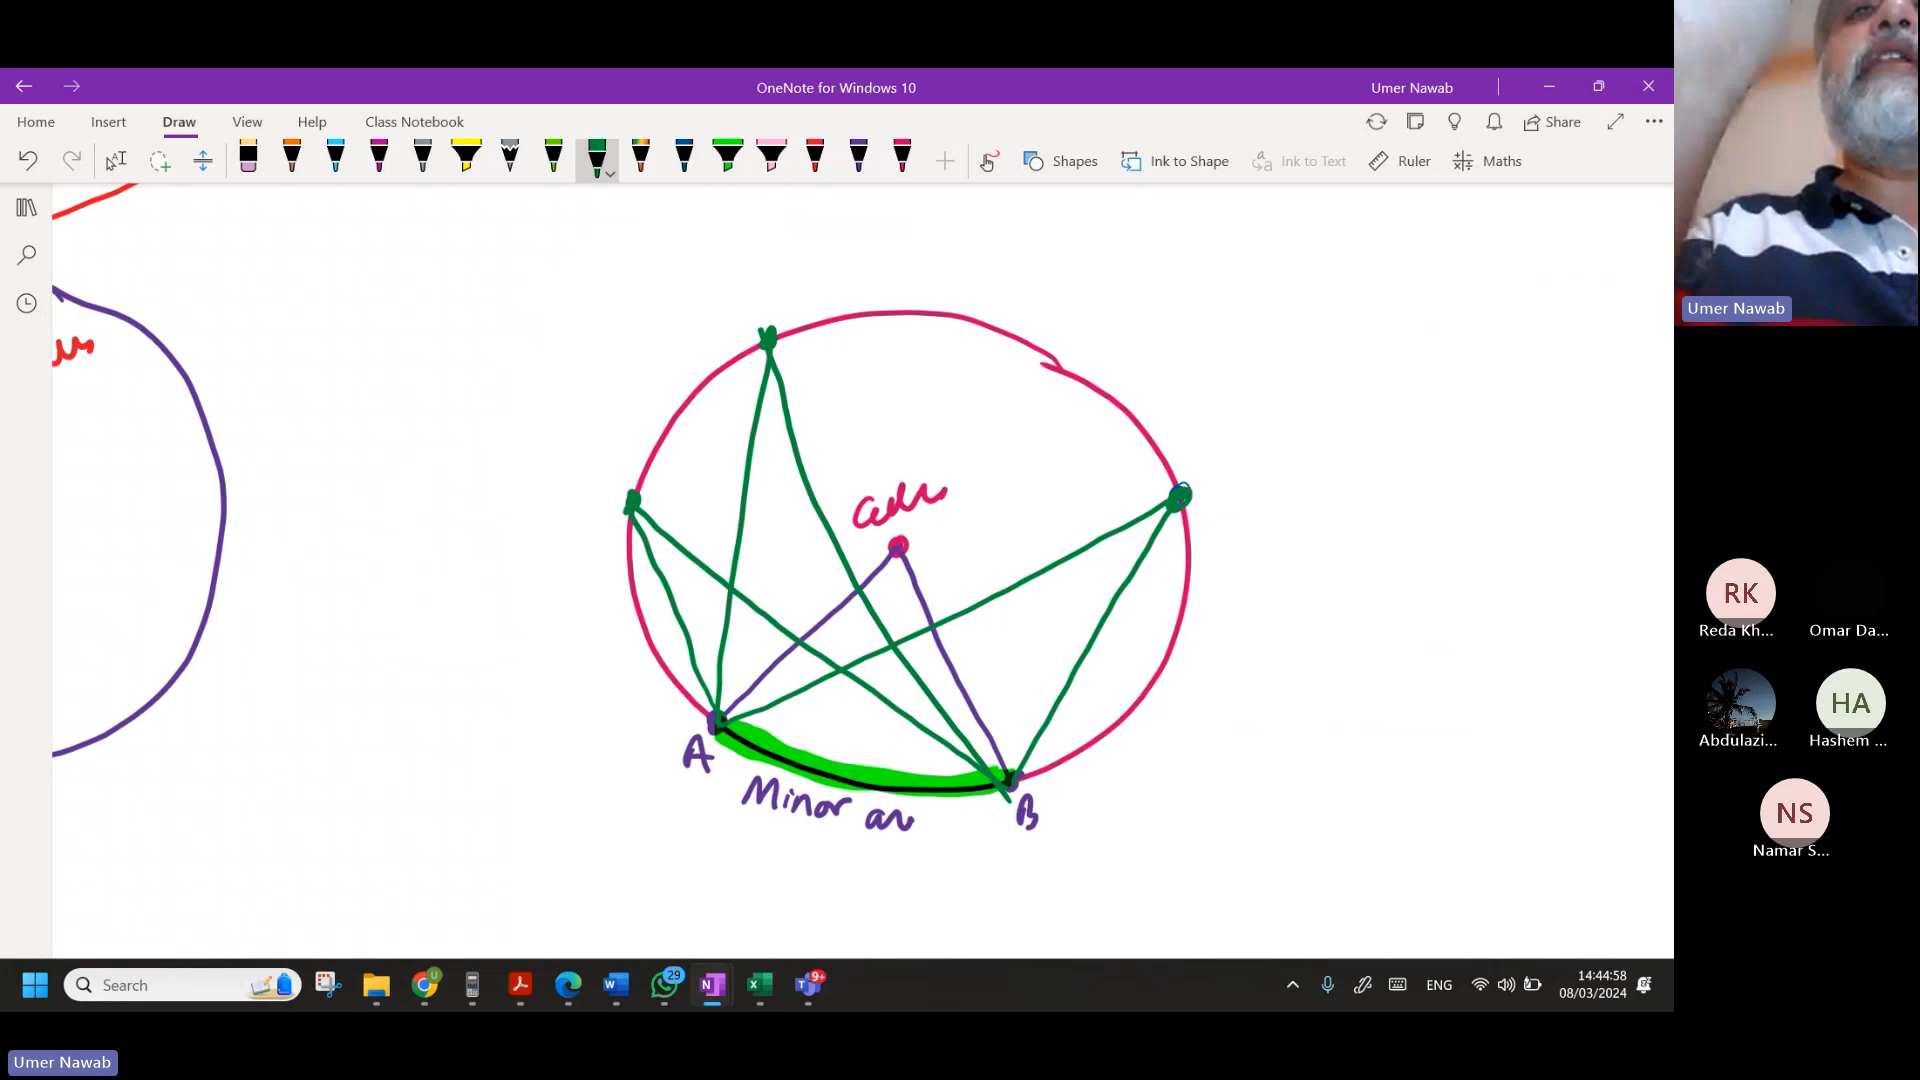 OneNote for Windows 10
Umer Nawab
Home Insert Draw View Help Class Notebook
Share
Shapes Ink to Shape Ink to Text Ruler Maths
Umer Nawab
A
Minor
B
RK
Reda Kh...
Omar Da...
Abdulazi...
HA
Hashem ...
NS
Namar S...
Search
U
W
29
N
X
T
9+
ENG
14:44:58
08/03/2024
Umer Nawab